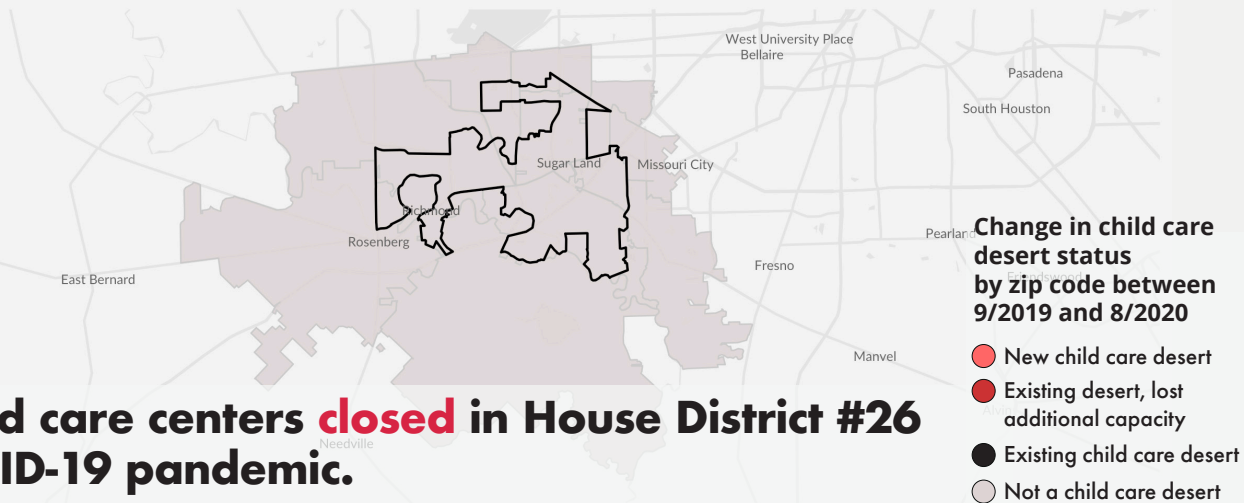 West University Place
Bellaire
Pasadena
South Houston
Sugar Land
Missouri City
Richmond
Rosenberg
Pearland
East Bernard
Fresno
Friendswood
Manvel
Needville
Change in child care
desert status
by zip code between
9/2019 and 8/2020
New child care desert
Existing desert, lost
additional capacity
Existing child care desert
Not a child care desert
d care centers closed in House District #26
ID-19 pandemic.